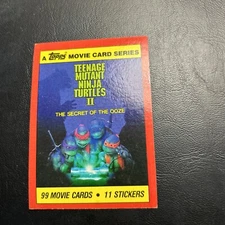 A Topps MOVIE CARD SERIES
TEENAGE
MUTANT
NINJA
TURTLES
II
THE SECRET OF THE OOZE
99 MOVIE CARDS • 11 STICKERS